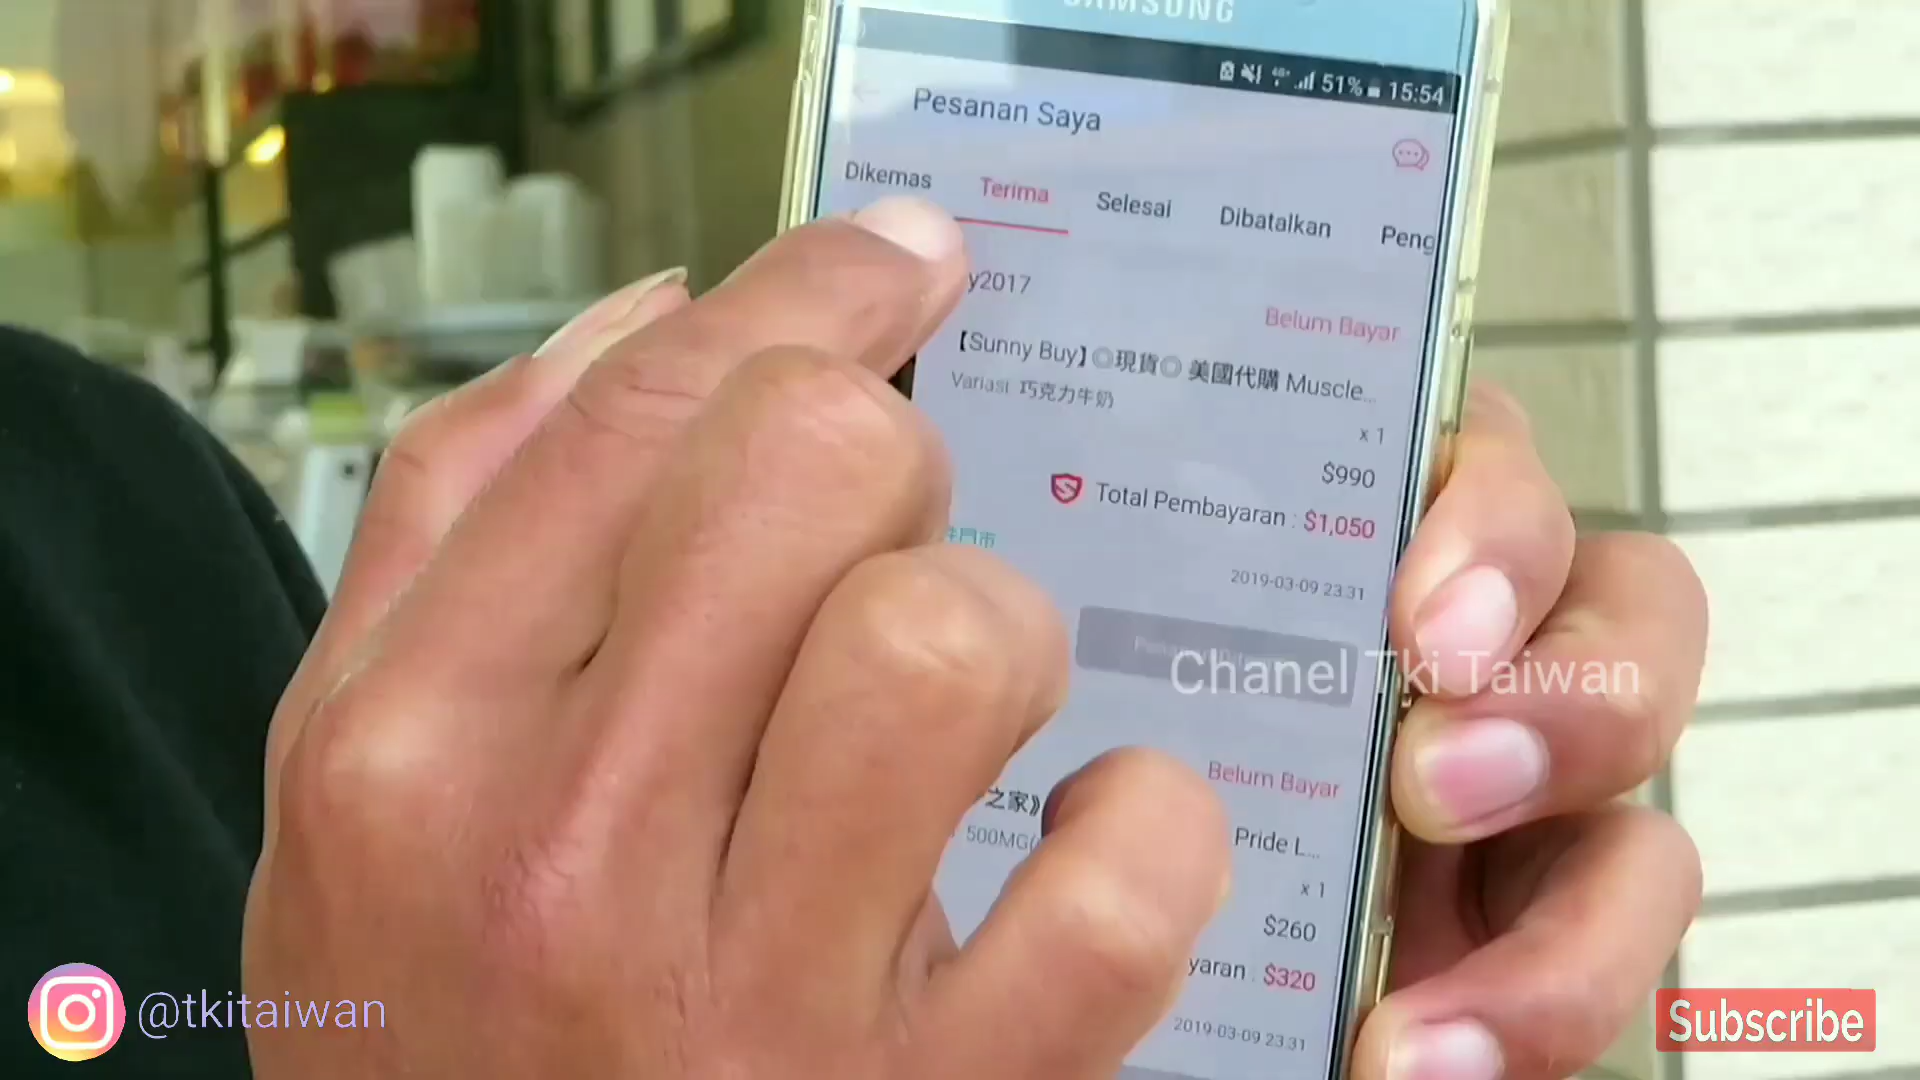 SAMSUNG
51% 15:54
Pesanan Saya
Dikemas Terima Selesai Dibatalkan Peng
y2017
Belum Bayar
【Sunny Buy】◎現貨◎ 美國代購 Muscle...
Variasi: 巧克力牛奶
x 1
$990
Total Pembayaran : $1,050
門市
2019-03-09 23:31
Chanel Tki Taiwan
Belum Bayar
之家》
Pride L...
500MG(
x 1
$260
yaran : $320
2019-03-09 23:31
@tkitaiwan
Subscribe